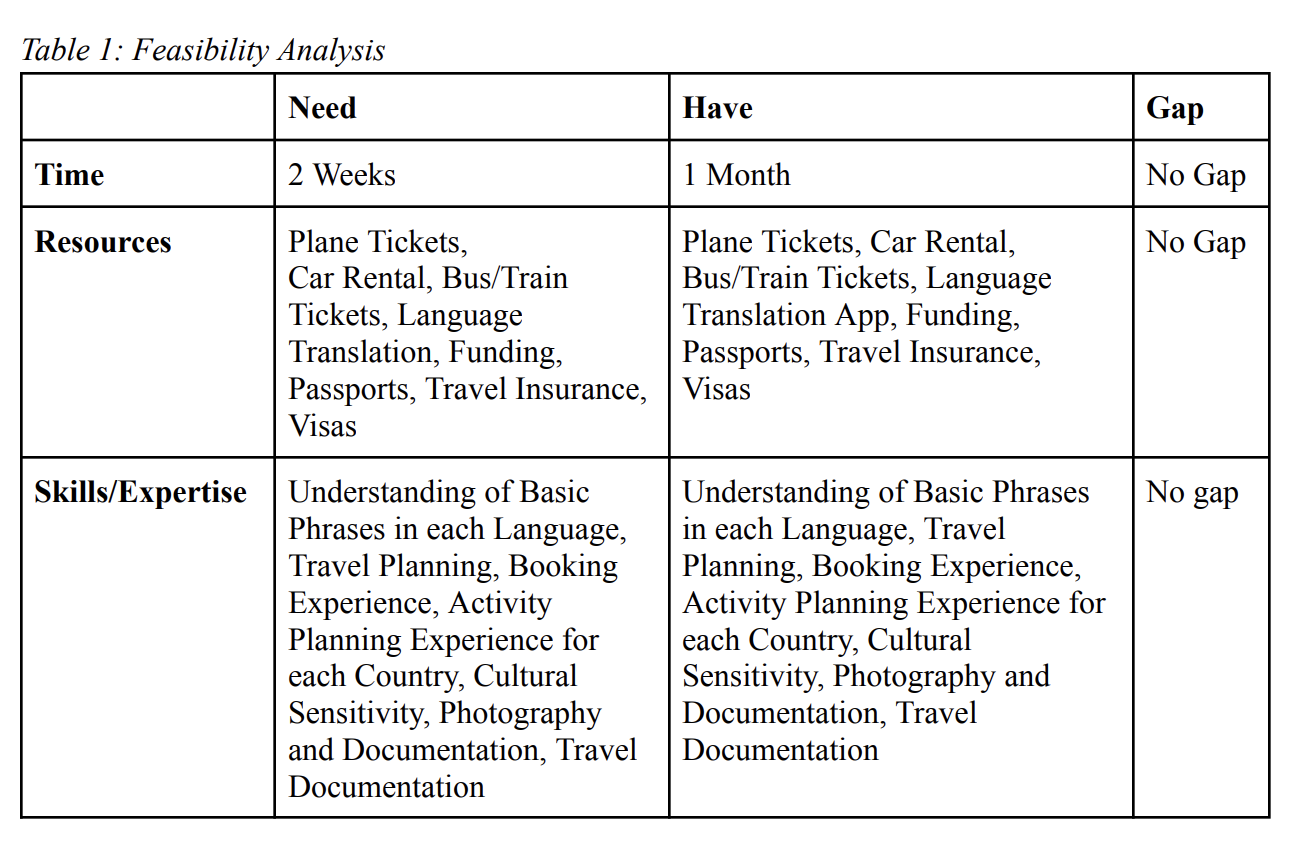 Table 1: Feasibility Analysis
Need
Have
Gap
Time
2 Weeks
1 Month
No Gap
Resources
Plane Tickets,
Car Rental, Bus/Train
Tickets, Language
Translation, Funding,
Passports, Travel Insurance,
Visas
Plane Tickets, Car Rental,
Bus/Train Tickets, Language
Translation App, Funding,
Passports, Travel Insurance,
Visas
No Gap
Skills/Expertise
Understanding of Basic
Phrases in each Language,
Travel Planning, Booking
Experience, Activity
Planning Experience for
each Country, Cultural
Sensitivity, Photography
and Documentation, Travel
Documentation
Understanding of Basic Phrases
in each Language, Travel
Planning, Booking Experience,
Activity Planning Experience for
each Country, Cultural
Sensitivity, Photography and
Documentation, Travel
Documentation
No gap